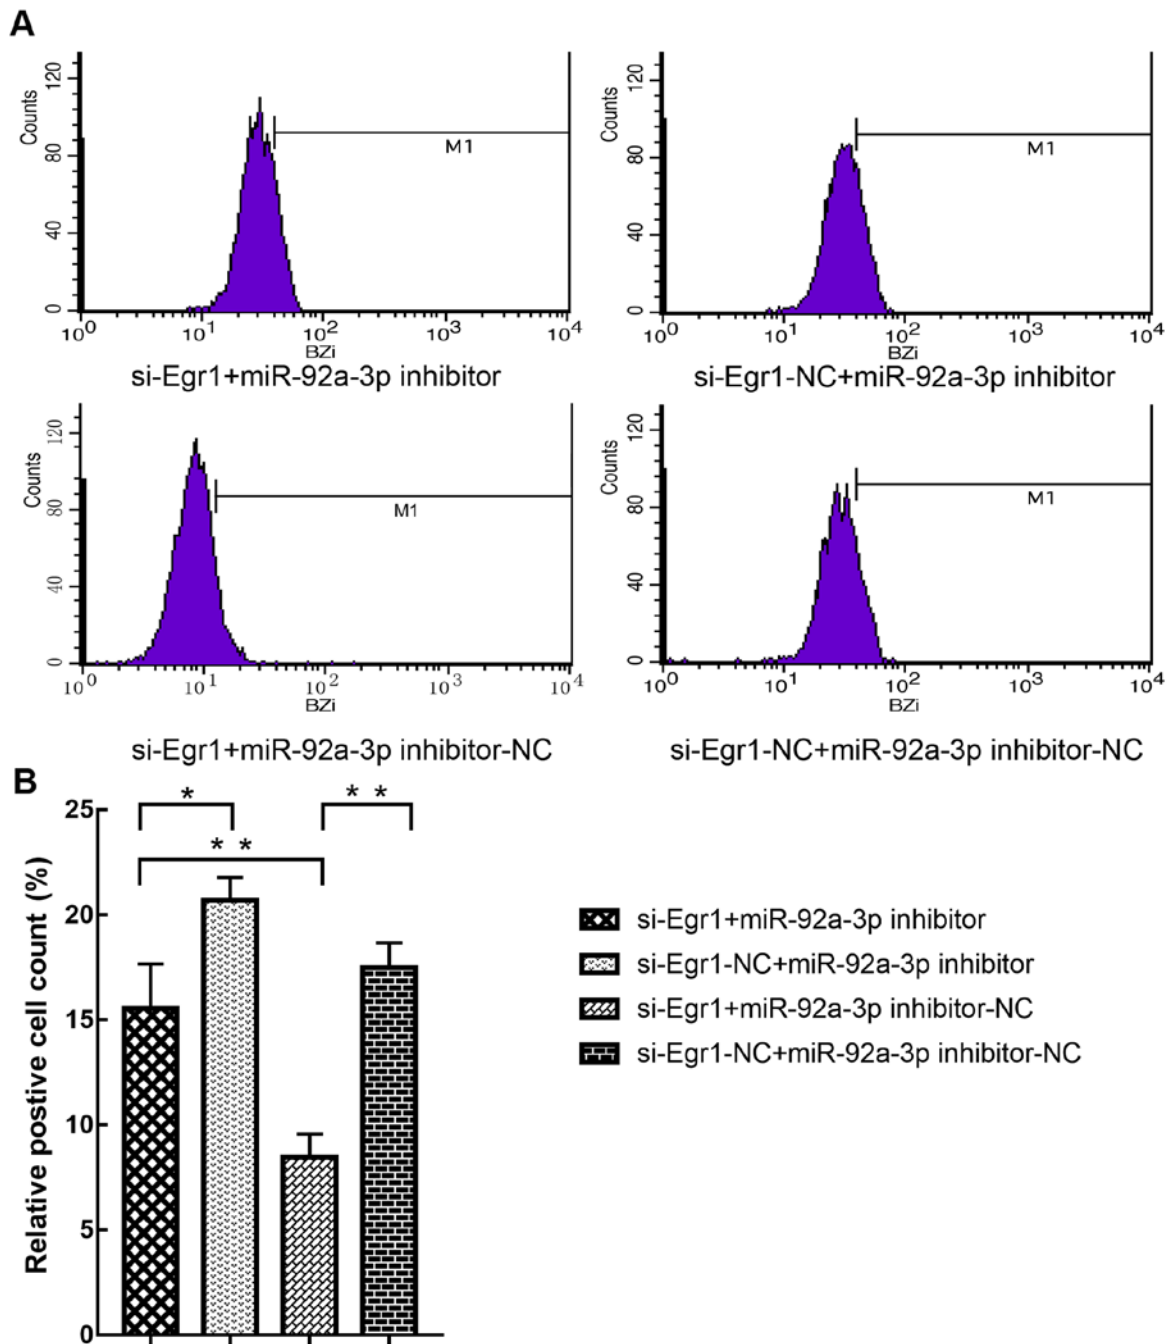 A
Counts
120
80
40
0
M1
10^0 10^1 10^2 10^3 10^4
BZi
si-Egr1+miR-92a-3p inhibitor
Counts
120
80
40
0
M1
10^0 10^1 10^2 10^3 10^4
BZi
si-Egr1-NC+miR-92a-3p inhibitor
Counts
120
80
40
0
M1
10^0 10^1 10^2 10^3 10^4
BZi
si-Egr1+miR-92a-3p inhibitor-NC
Counts
120
80
40
0
M1
10^0 10^1 10^2 10^3 10^4
BZi
si-Egr1-NC+miR-92a-3p inhibitor-NC
B
Relative postive cell count (%)
25
20
15
10
5
0
*
* *
* *
si-Egr1+miR-92a-3p inhibitor
si-Egr1-NC+miR-92a-3p inhibitor
si-Egr1+miR-92a-3p inhibitor-NC
si-Egr1-NC+miR-92a-3p inhibitor-NC